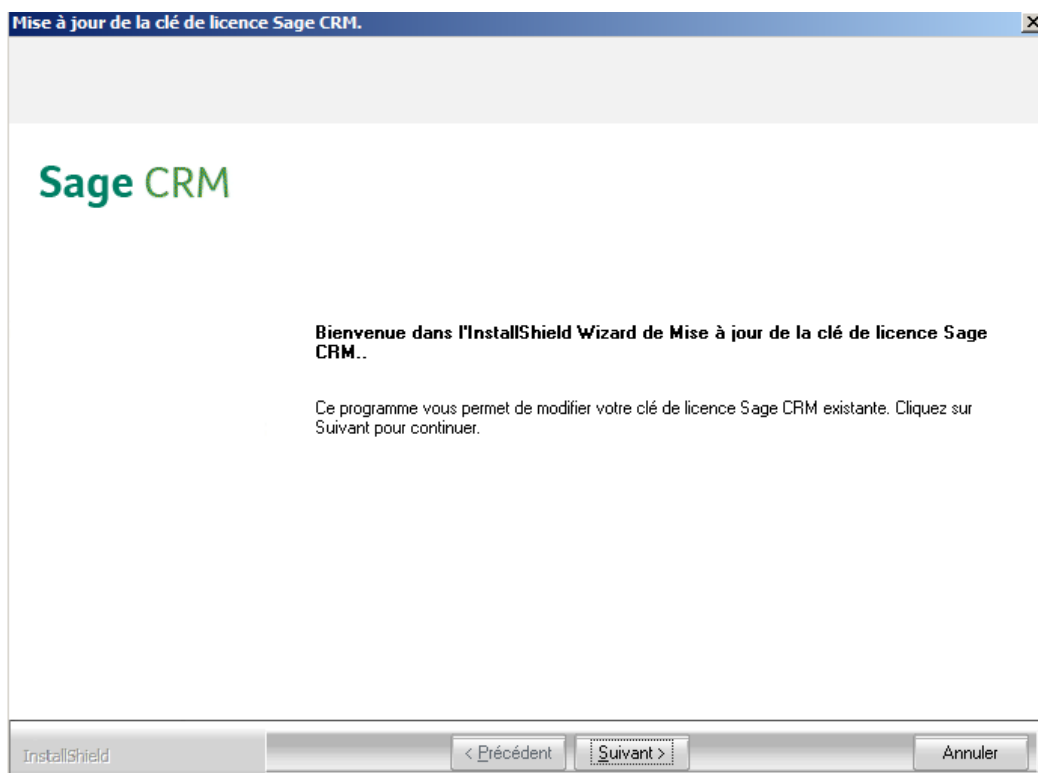 Mise à jour de la clé de licence Sage CRM.
Sage CRM
Bienvenue dans l'InstallShield Wizard de Mise à jour de la clé de licence Sage
CRM..
Ce programme vous permet de modifier votre clé de licence Sage CRM existante. Cliquez sur
Suivant pour continuer.
InstallShield
< Précédent
Suivant >
Annuler